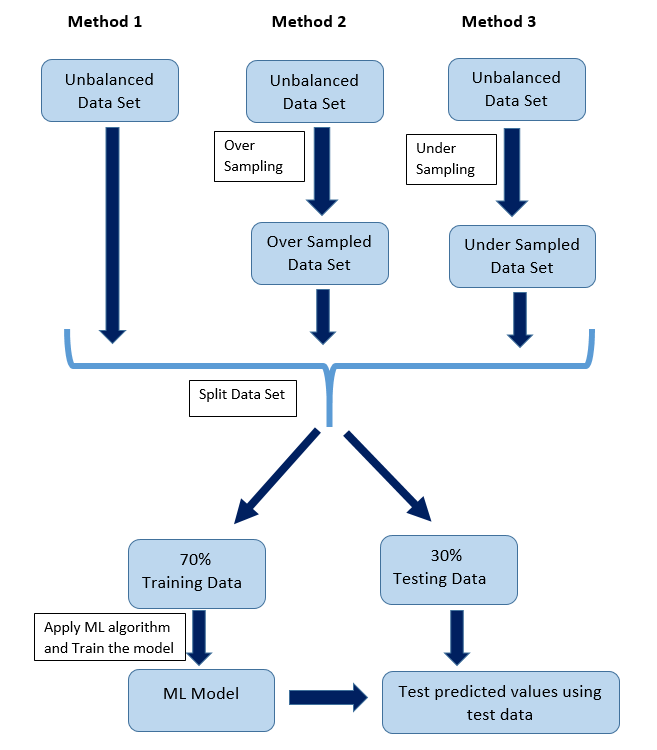 Method 1
Method 2
Method 3
Unbalanced
Data Set
Unbalanced
Data Set
Unbalanced
Data Set
Over
Sampling
Under
Sampling
Over Sampled
Data Set
Under Sampled
Data Set
Split Data Set
70%
Training Data
30%
Testing Data
Apply ML algorithm
and Train the model
ML Model
Test predicted values using
test data